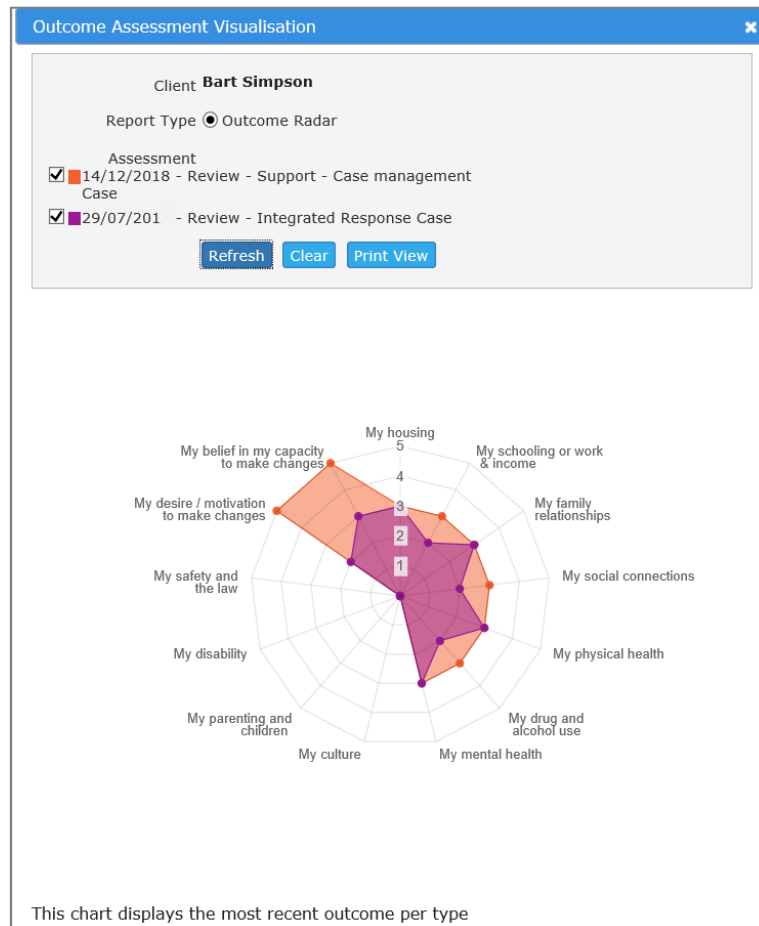 Outcome Assessment Visualisation
Client Bart Simpson
Report Type Outcome Radar
Assessment
14/12/2018 - Review - Support - Case management
Case
29/07/201 - Review - Integrated Response Case
Refresh Clear Print View
My housing
5
My belief in my capacity
to make changes
My schooling or work
& income
4
My desire / motivation
to make changes
My family
relationships
3
2
1
My safety and
the law
My social connections
My disability
My physical health
My parenting and
children
My drug and
alcohol use
My culture
My mental health
This chart displays the most recent outcome per type